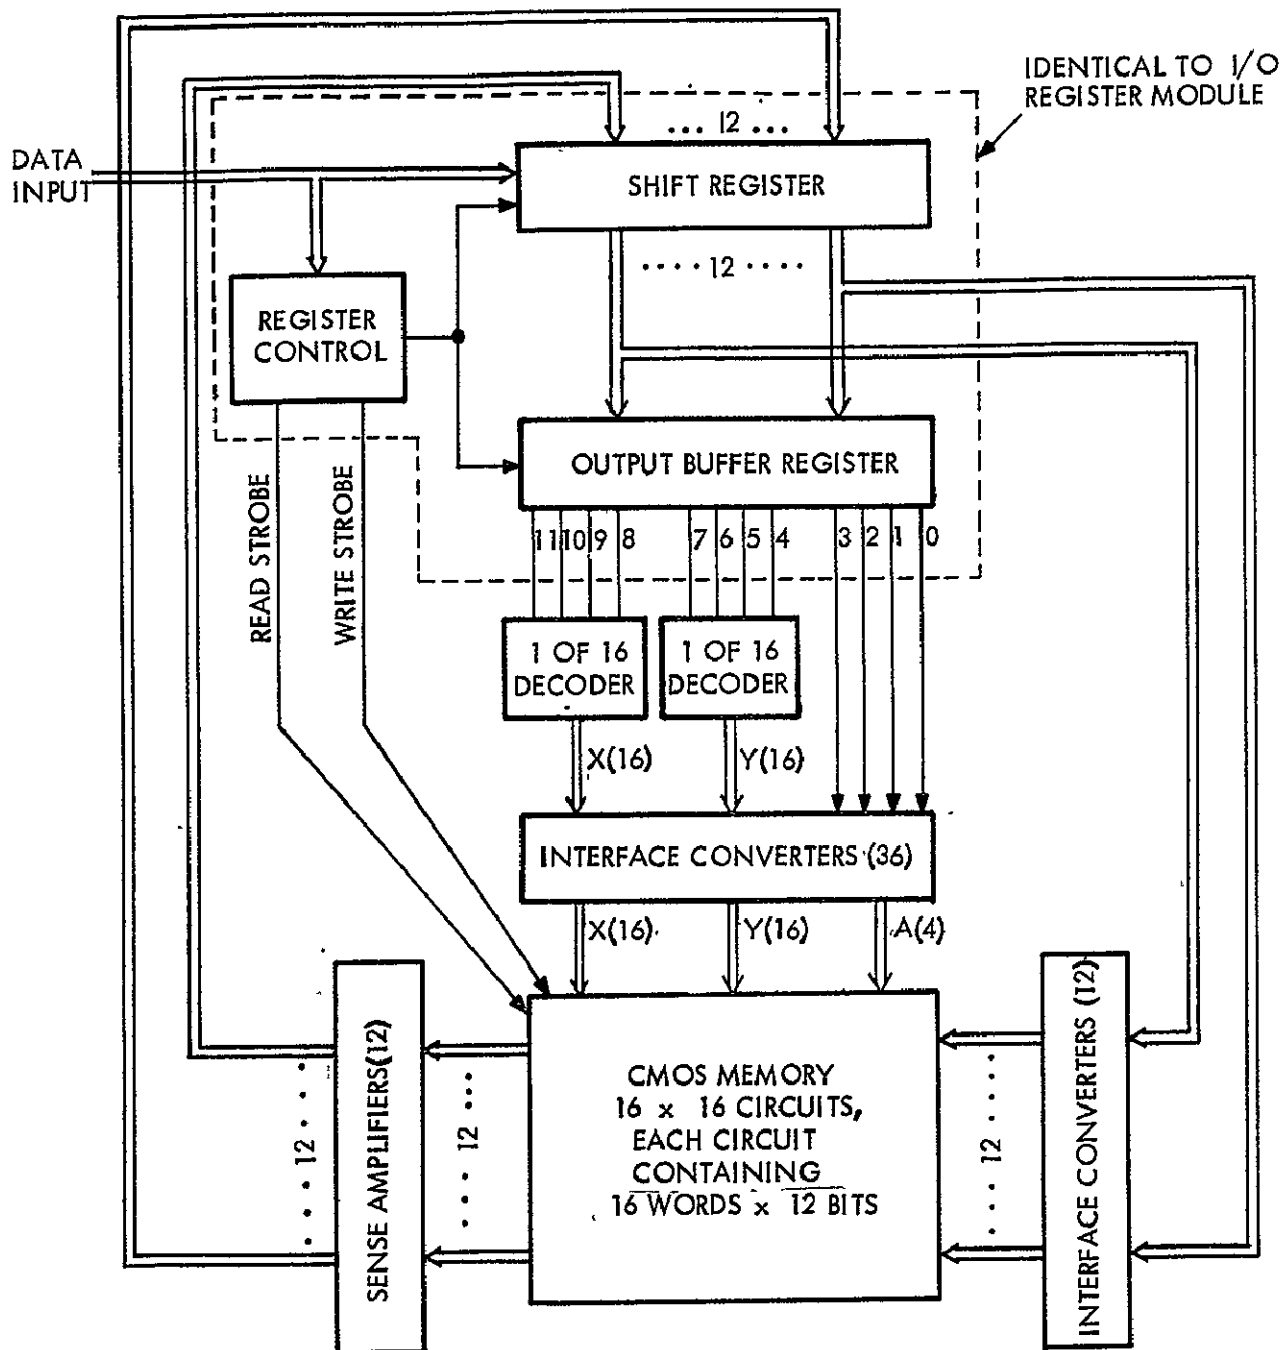 IDENTICAL TO I/O
REGISTER MODULE
... 12 ...
DATA
INPUT
SHIFT REGISTER
.... 12 ....
REGISTER
CONTROL
OUTPUT BUFFER REGISTER
11 10 9 8 7 6 5 4 3 2 1 0
READ STROBE
WRITE STROBE
1 OF 16
DECODER
1 OF 16
DECODER
X(16)
Y(16)
INTERFACE CONVERTERS (36)
X(16)
Y(16)
A(4)
SENSE AMPLIFIERS(12)
.... 12 ....
.... 12 ....
CMOS MEMORY
16 x 16 CIRCUITS,
EACH CIRCUIT
CONTAINING
16 WORDS x 12 BITS
.... 12 ....
INTERFACE CONVERTERS (12)